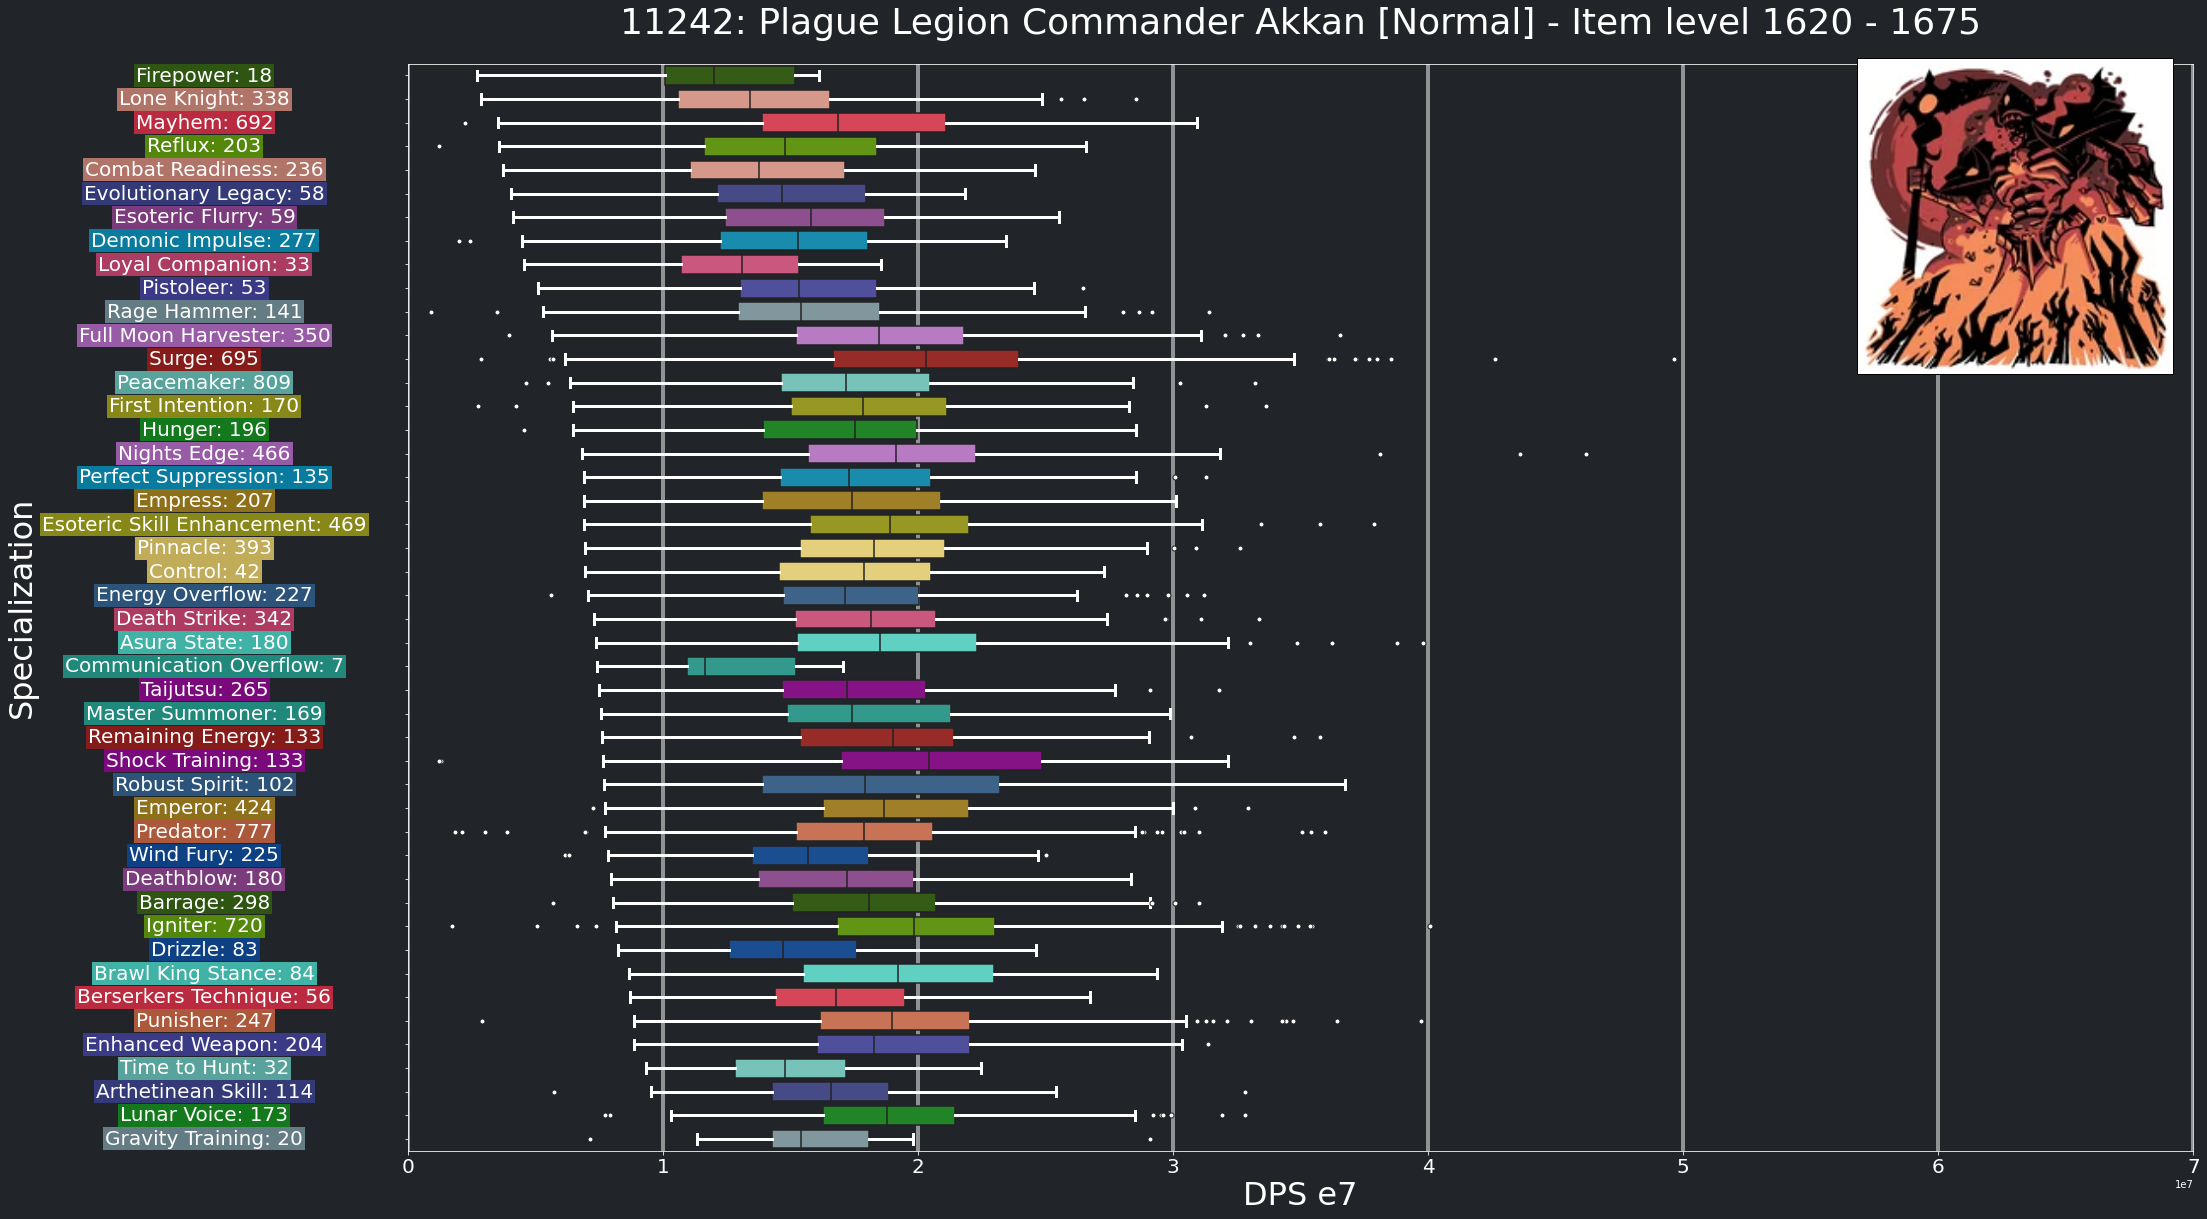 11242: Plague Legion Commander Akkan [Normal] - Item level 1620 - 1675
Specialization
Firepower: 18
Lone Knight: 338
Mayhem: 692
Reflux: 203
Combat Readiness: 236
Evolutionary Legacy: 58
Esoteric Flurry: 59
Demonic Impulse: 277
Loyal Companion: 33
Pistoleer: 53
Rage Hammer: 141
Full Moon Harvester: 350
Surge: 695
Peacemaker: 809
First Intention: 170
Hunger: 196
Nights Edge: 466
Perfect Suppression: 135
Empress: 207
Esoteric Skill Enhancement: 469
Pinnacle: 393
Control: 42
Energy Overflow: 227
Death Strike: 342
Asura State: 180
Communication Overflow: 7
Taijutsu: 265
Master Summoner: 169
Remaining Energy: 133
Shock Training: 133
Robust Spirit: 102
Emperor: 424
Predator: 777
Wind Fury: 225
Deathblow: 180
Barrage: 298
Igniter: 720
Drizzle: 83
Brawl King Stance: 84
Berserkers Technique: 56
Punisher: 247
Enhanced Weapon: 204
Time to Hunt: 32
Arthetinean Skill: 114
Lunar Voice: 173
Gravity Training: 20
0 1 2 3 4 5 6 7
1e7
DPS e7